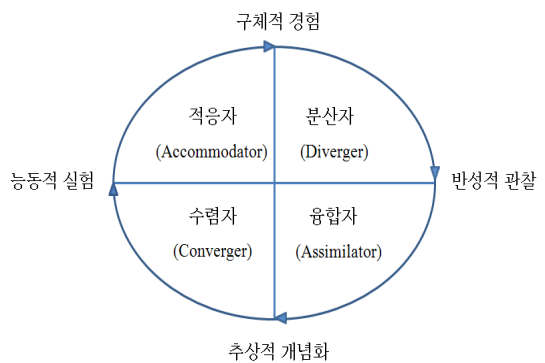 구체적 경험
적응자
(Accommodator)
분산자
(Diverger)
능동적 실험
반성적 관찰
수렴자
(Converger)
융합자
(Assimilator)
추상적 개념화